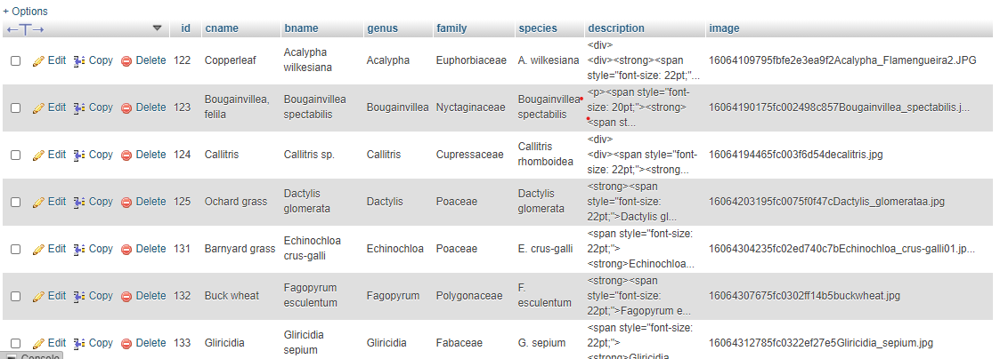 + Options
←T→ id cname bname genus family species description image
Edit Copy Delete 122 Copperleaf Acalypha wilkesiana Acalypha Euphorbiaceae A. wilkesiana <div> <div><strong><span style="font-size: 22pt;"... 16064109795fbfe2e3ea9f2Acalypha_Flamengueira2.JPG
Edit Copy Delete 123 Bougainvillea, felila Bougainvillea spectabilis Bougainvillea Nyctaginaceae Bougainvillea spectabilis <p><span style="font-size: 20pt;"><strong> <span st... 16064190175fc002498c857Bougainvillea_spectabilis.j...
Edit Copy Delete 124 Callitris Callitris sp. Callitris Cupressaceae Callitris rhomboidea <div> <div><span style="font-size: 22pt;"><strong... 16064194465fc003f6d54decalitris.jpg
Edit Copy Delete 125 Ochard grass Dactylis glomerata Dactylis Poaceae Dactylis glomerata <strong><span style="font-size: 22pt;">Dactylis gl... 16064203195fc0075f0f47cDactylis_glomerataa.jpg
Edit Copy Delete 131 Barnyard grass Echinochloa crus-galli Echinochloa Poaceae E. crus-galli <span style="font-size: 22pt;"> <strong>Echinochloa... 16064304235fc02ed740c7bEchinochloa_crus-galli01.jp...
Edit Copy Delete 132 Buck wheat Fagopyrum esculentum Fagopyrum Polygonaceae F. esculentum <strong><span style="font-size: 22pt;">Fagopyrum e... 16064307675fc0302ff14b5buckwheat.jpg
Edit Copy Delete 133 Gliricidia Gliricidia sepium Gliricidia Fabaceae G. sepium <span style="font-size: 22pt;"> <strong>Gliricidia 16064312785fc0322ef27e5Gliricidia_sepium.jpg
Console